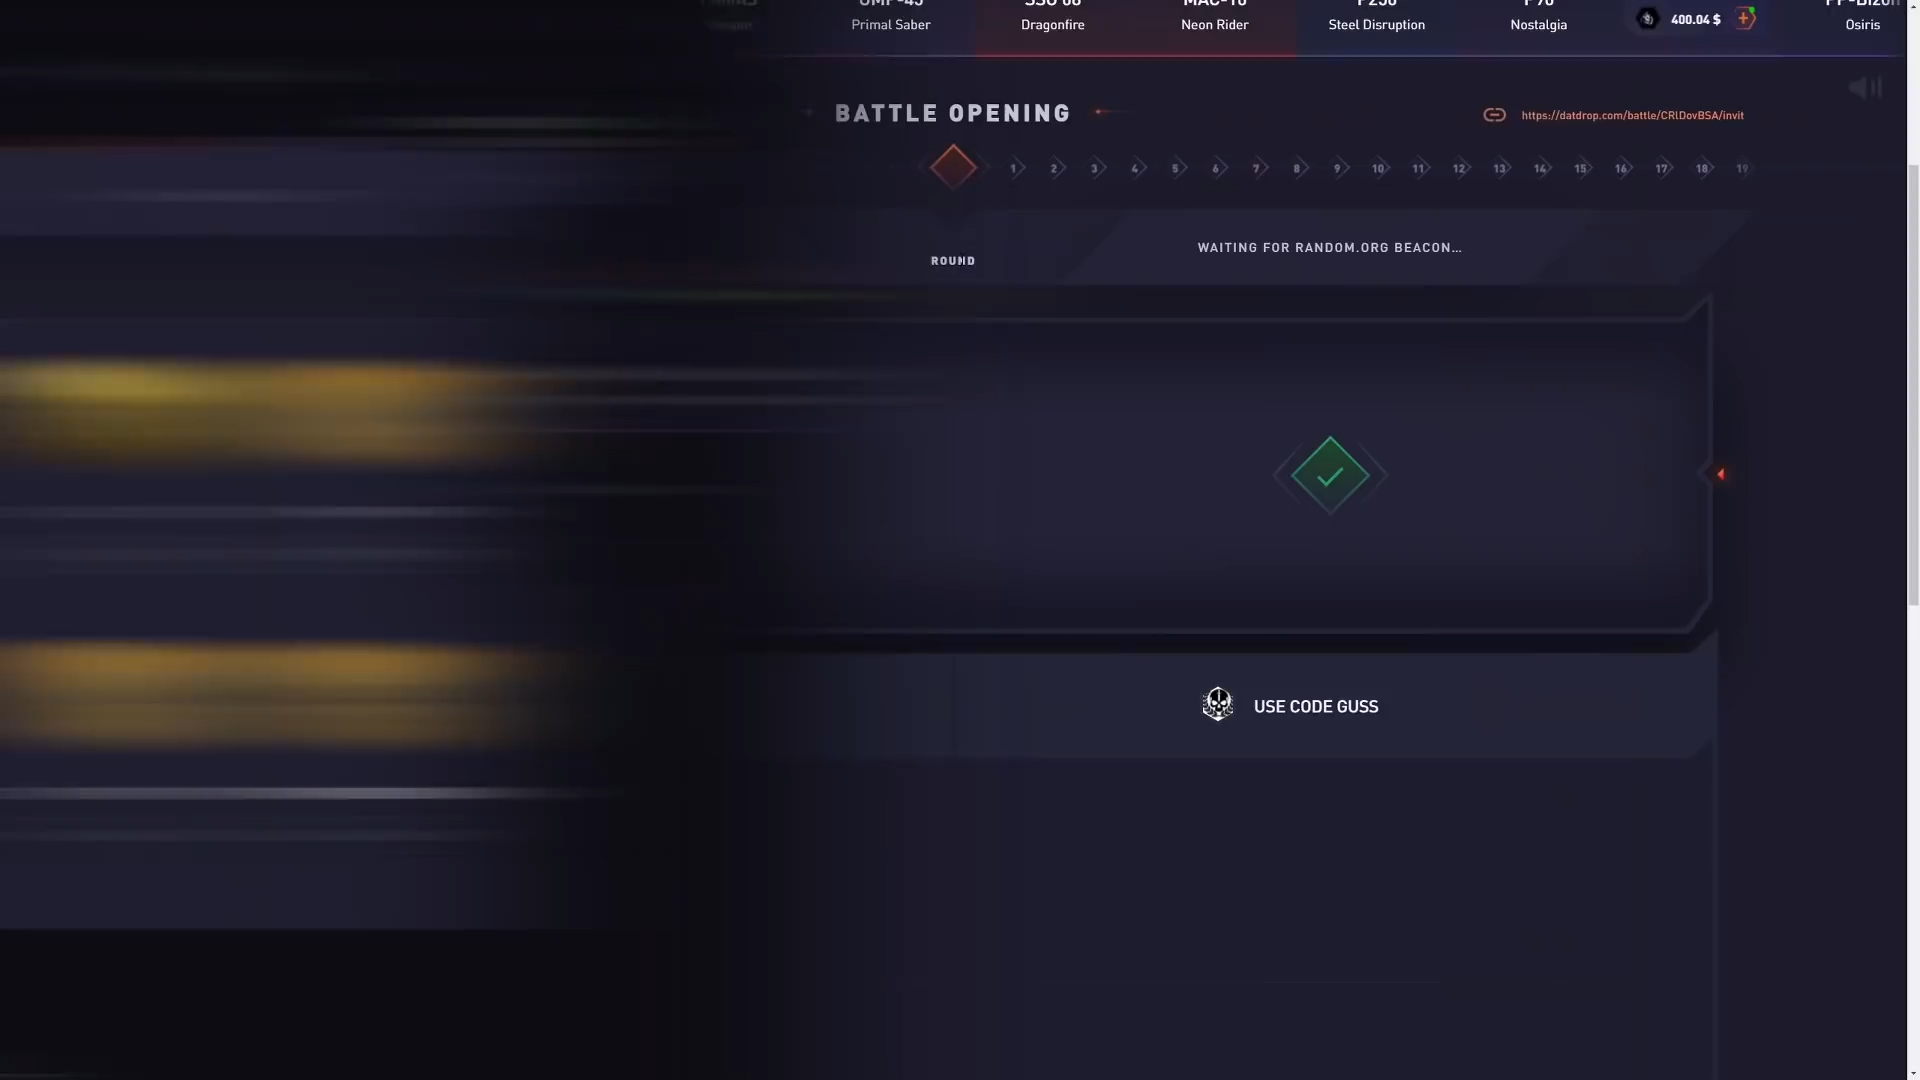 UMP-45 SSG 08 MAC-10 P250 P90 PP-Bizon
Primal Saber Dragonfire Neon Rider Steel Disruption Nostalgia 400.04 $ Osiris
BATTLE OPENING
https://datdrop.com/battle/CRlDovBSA/invit
1 2 3 4 5 6 7 8 9 10 11 12 13 14 15 16 17 18 19
WAITING FOR RANDOM.ORG BEACON...
ROUND
USE CODE GUSS